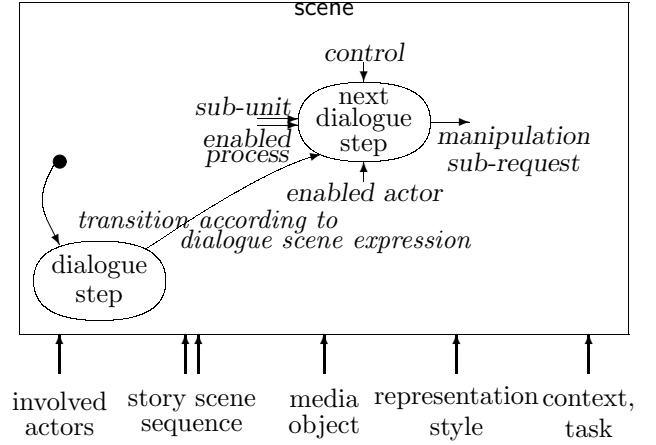 scene
control
next
dialogue
step
sub-unit
enabled
process
manipulation
sub-request
enabled actor
transition according to
dialogue scene expression
dialogue
step
involved
actors
story scene
sequence
media
object
representation
style
context,
task